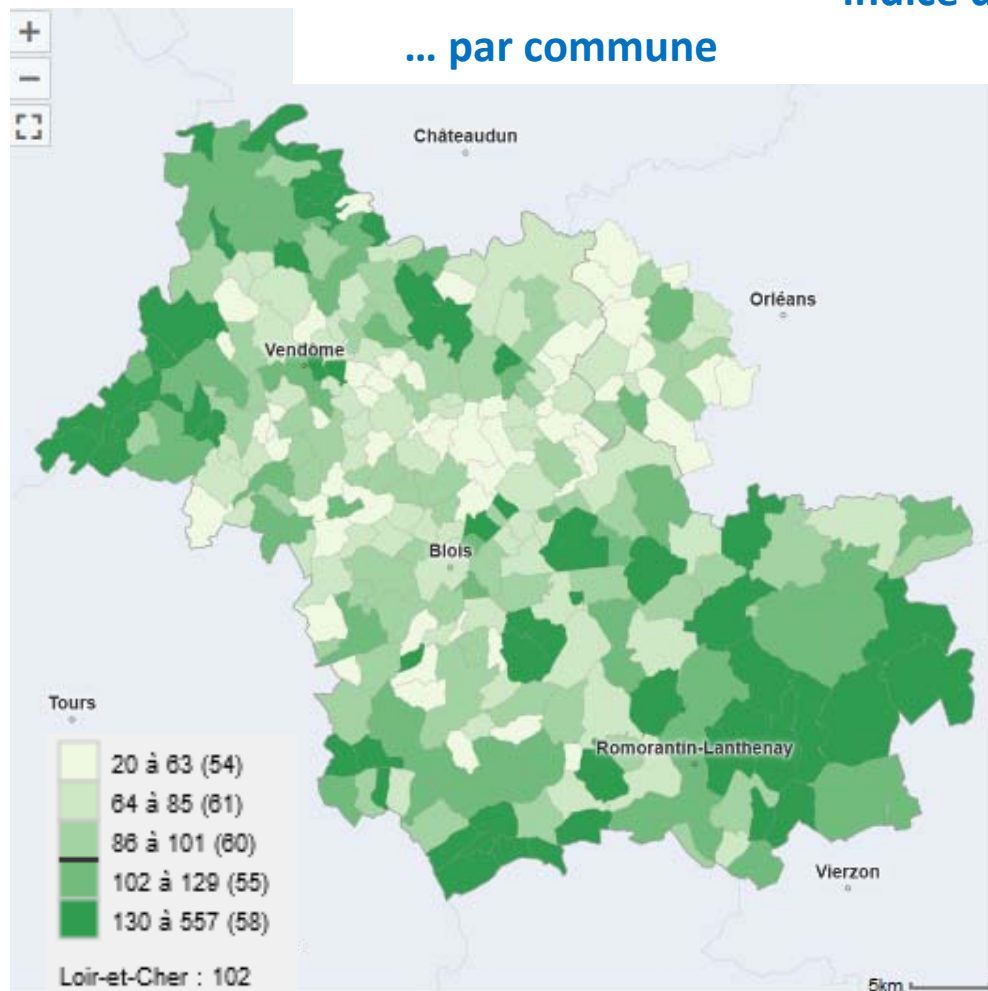 Indice
… par commune
+
−
Châteaudun
Orléans
Vendôme
Blois
Tours
Romorantin-Lanthenay
Vierzon
20 à 63 (54)
64 à 85 (61)
86 à 101 (60)
102 à 129 (55)
130 à 557 (58)
Loir-et-Cher : 102
5km